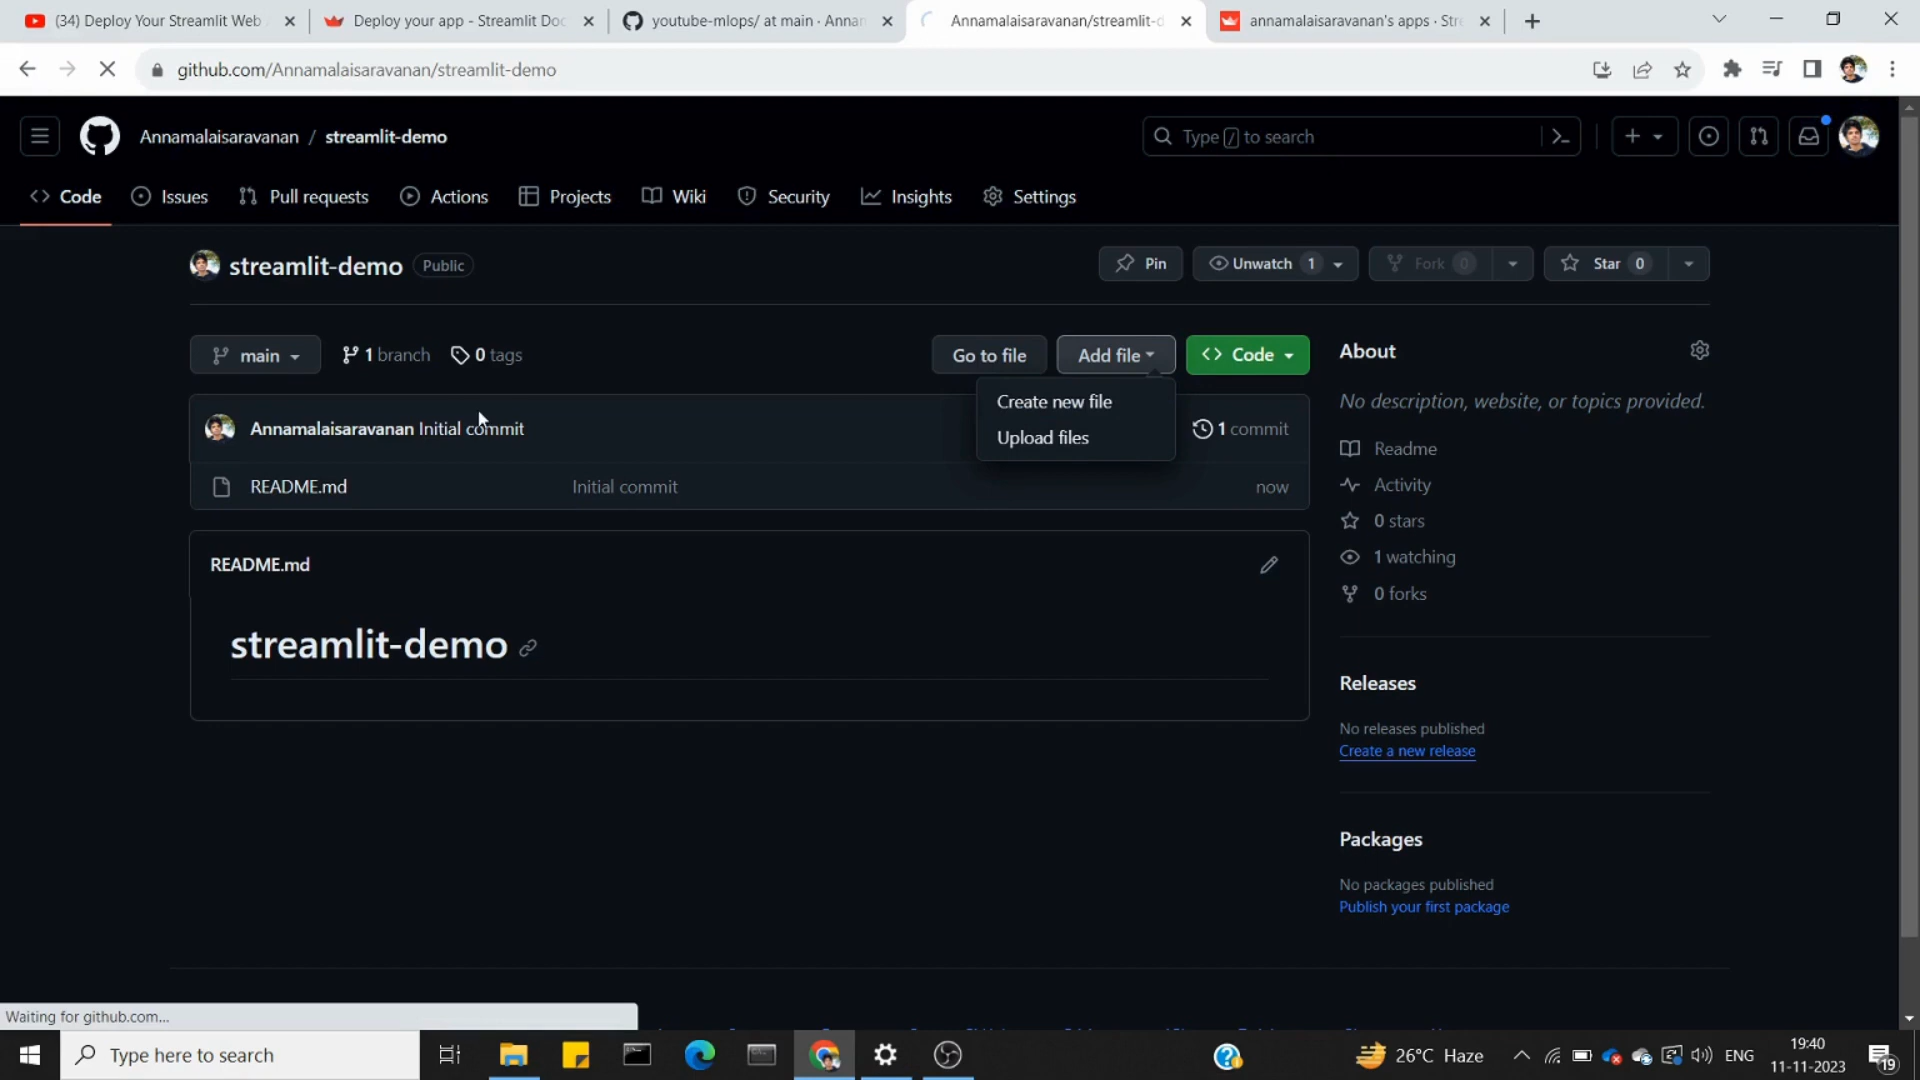 (34) Deploy Your Streamlit Web
Deploy your app - Streamlit Doc
youtube-mlops/ at main · Annam
Annamalaisaravanan/streamlit-d
annamalaisaravanan's apps · Stre
github.com/Annamalaisaravanan/streamlit-demo
Annamalaisaravanan / streamlit-demo
Type / to search
Code
Issues
Pull requests
Actions
Projects
Wiki
Security
Insights
Settings
streamlit-demo Public
Pin
Unwatch 1
Fork 0
Star 0
main
1 branch
0 tags
Go to file
Add file
Code
Create new file
Upload files
Annamalaisaravanan Initial commit
1 commit
README.md Initial commit now
README.md
streamlit-demo
About
No description, website, or topics provided.
Readme
Activity
0 stars
1 watching
0 forks
Releases
No releases published
Create a new release
Packages
No packages published
Publish your first package
Waiting for github.com...
Type here to search
26°C Haze
ENG
19:40
11-11-2023
19